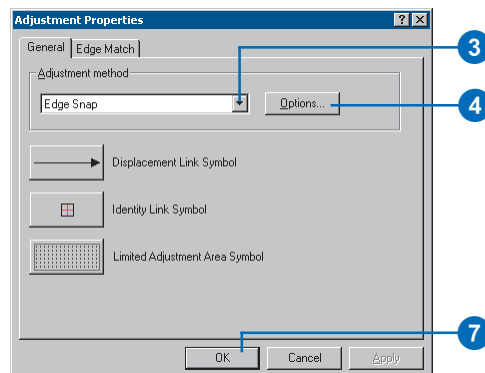 Adjustment Properties
General Edge Match
Adjustment method
Edge Snap Options...
3
4
Displacement Link Symbol
Identity Link Symbol
Limited Adjustment Area Symbol
OK Cancel Apply
7